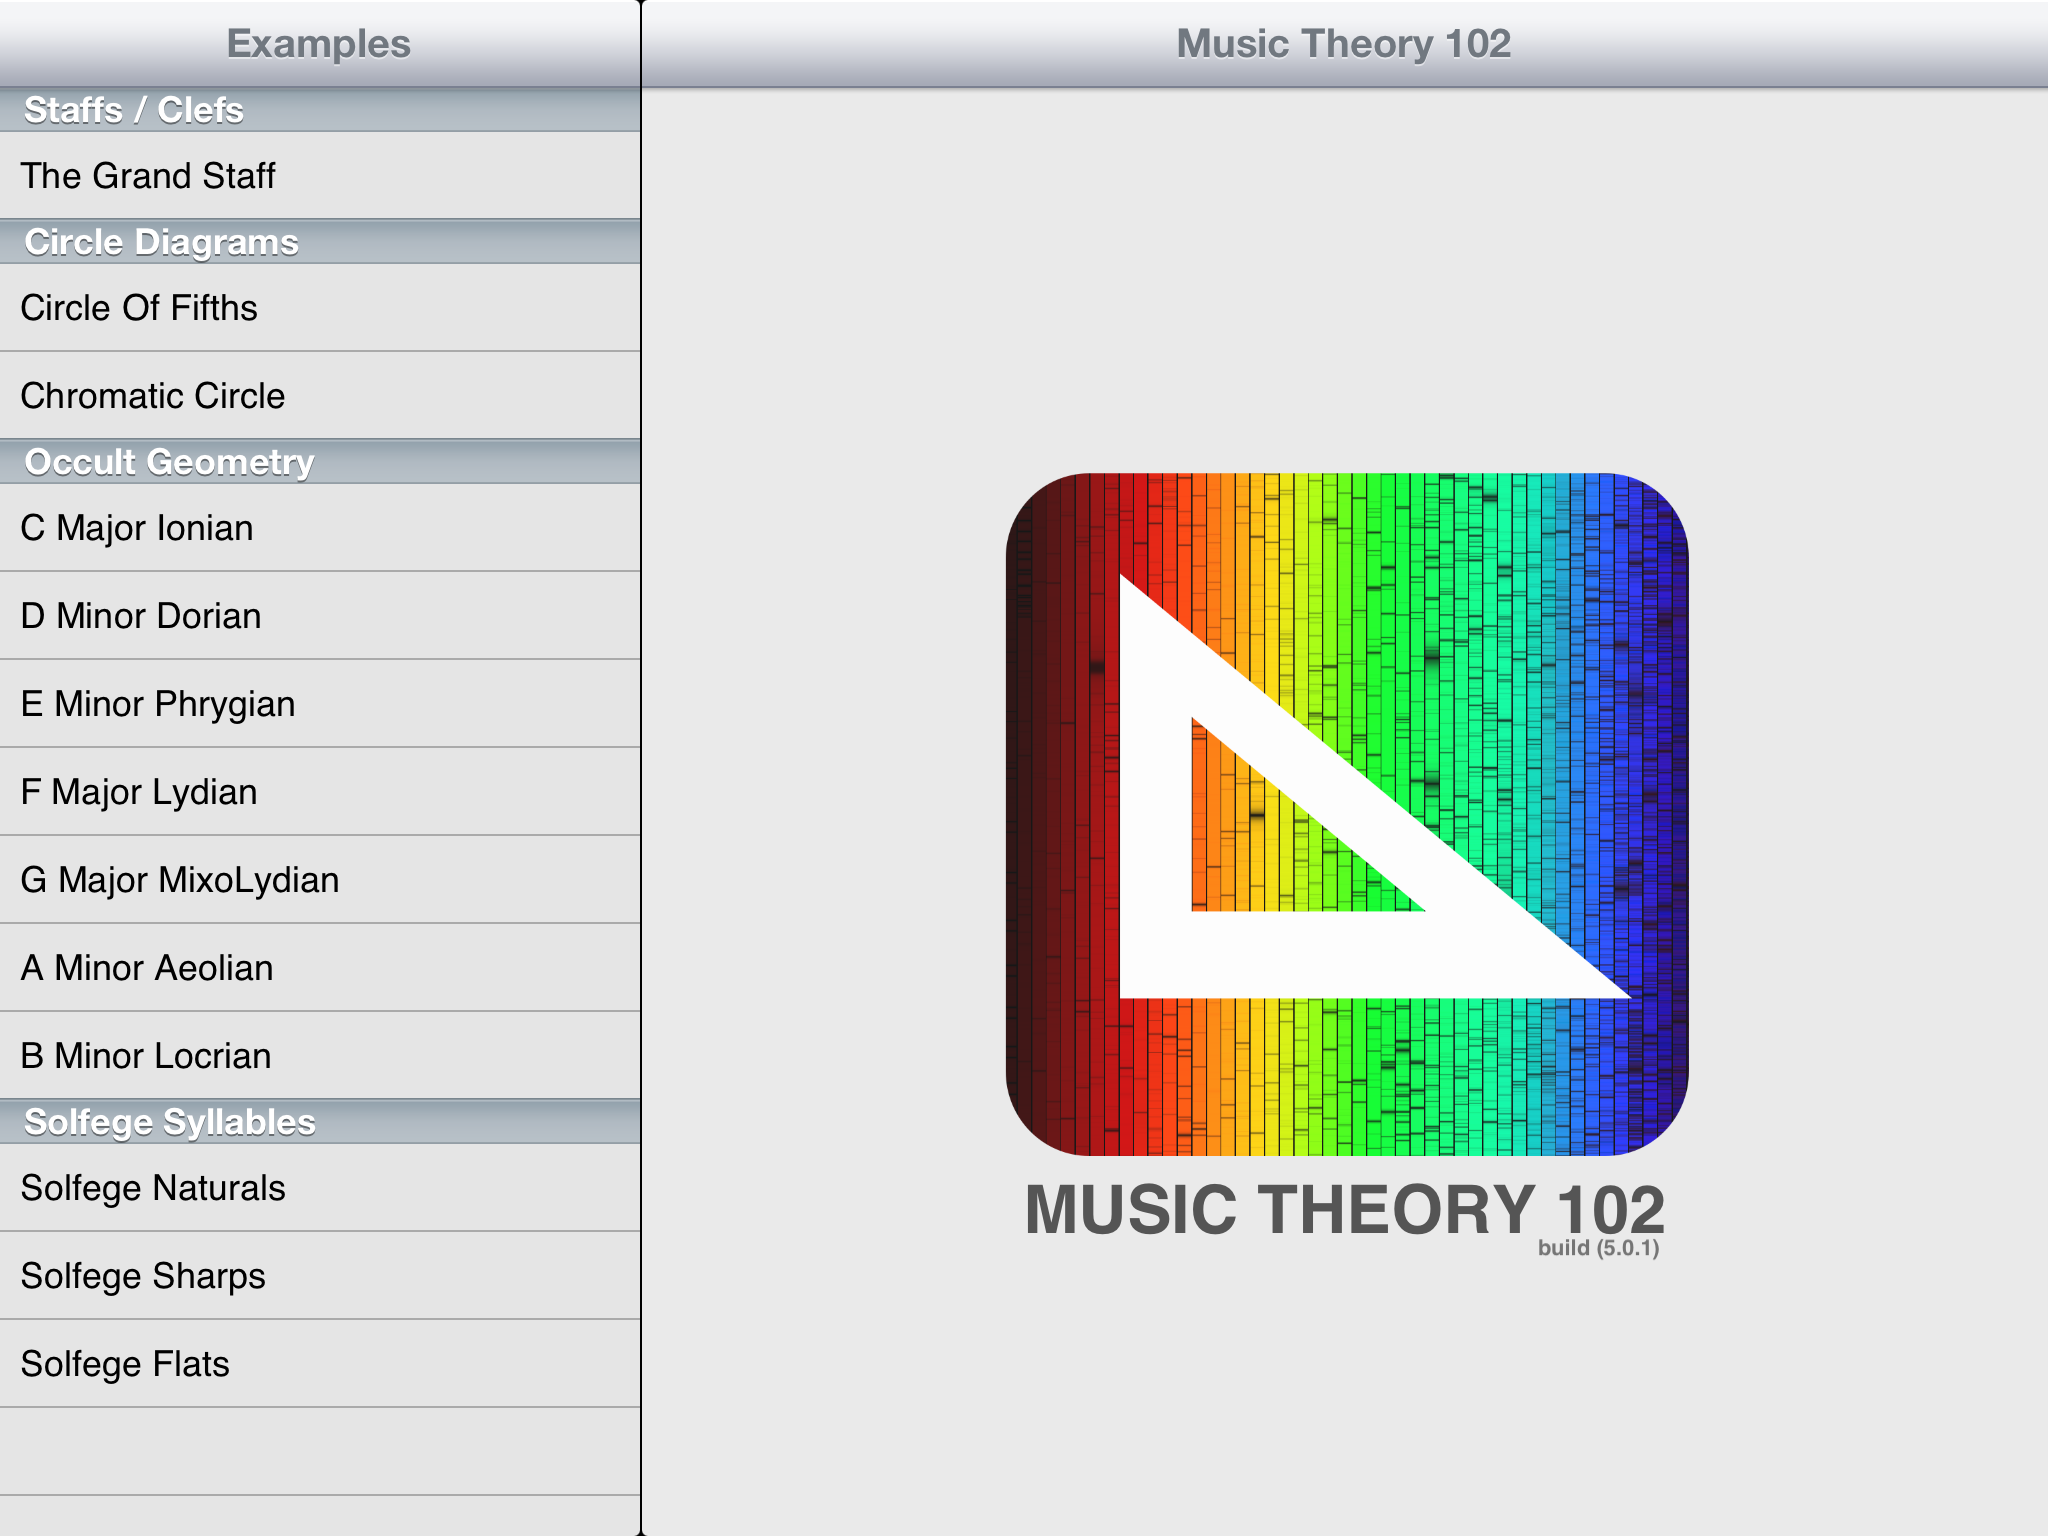 Examples
Staffs / Clefs
The Grand Staff
Circle Diagrams
Circle Of Fifths
Chromatic Circle
Occult Geometry
C Major Ionian
D Minor Dorian
E Minor Phrygian
F Major Lydian
G Major MixoLydian
A Minor Aeolian
B Minor Locrian
Solfege Syllables
Solfege Naturals
Solfege Sharps
Solfege Flats
Music Theory 102
MUSIC THEORY 102
build (5.0.1)